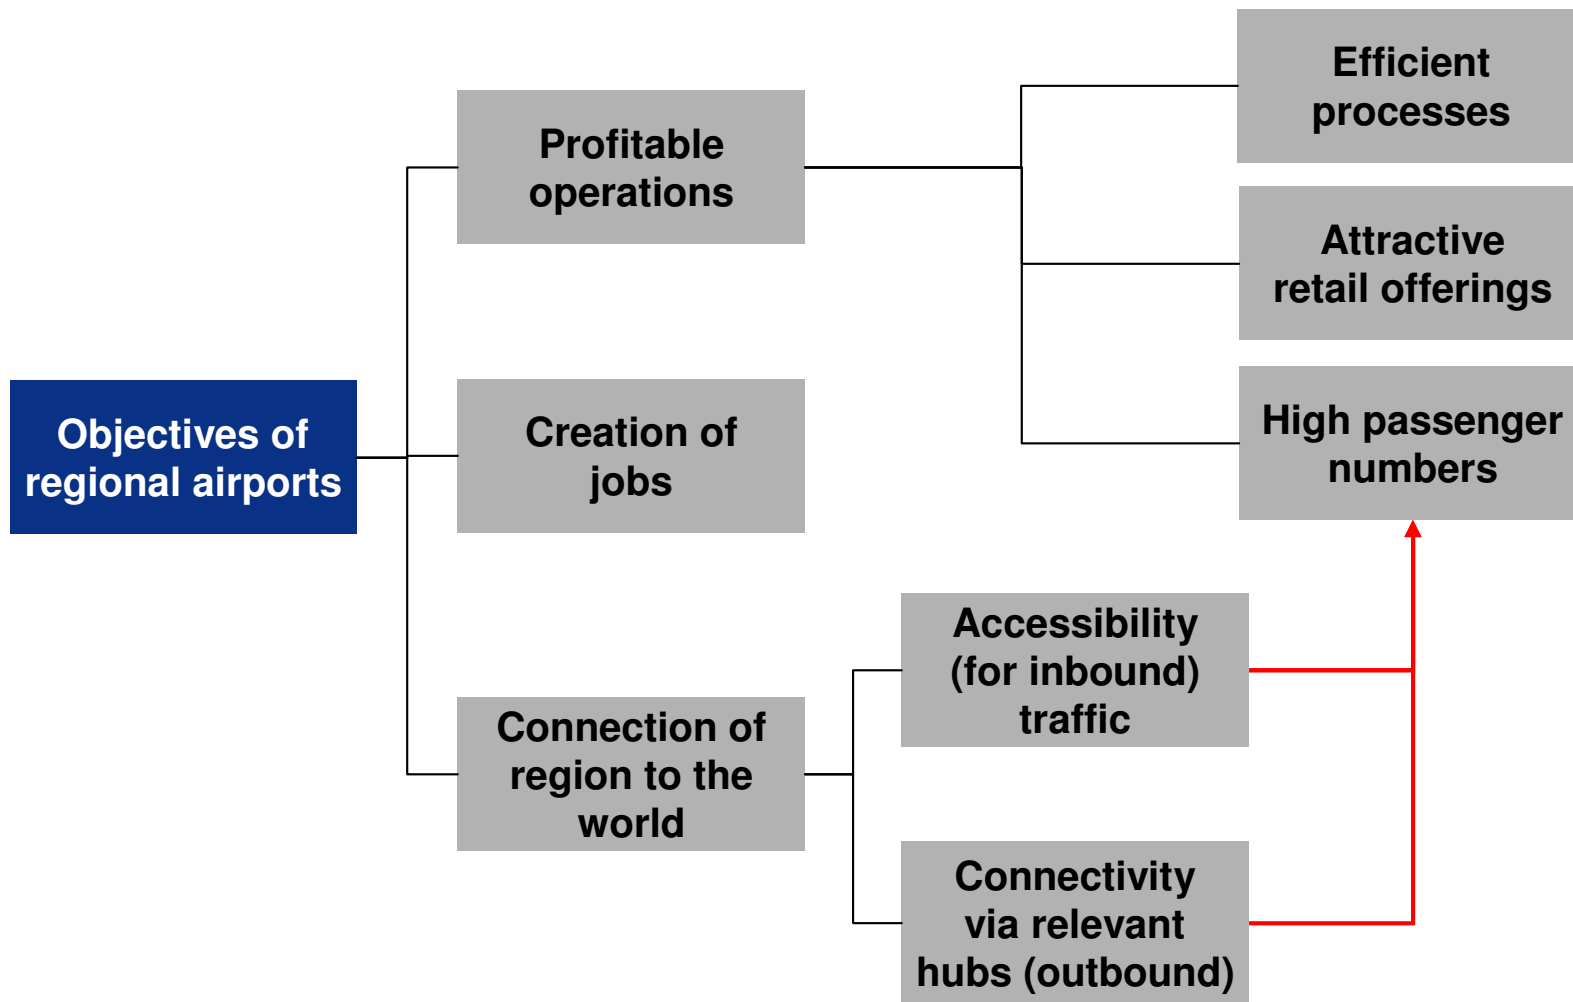 Objectives of
regional airports
Profitable
operations
Creation of
jobs
Connection of
region to the
world
Efficient
processes
Attractive
retail offerings
High passenger
numbers
Accessibility
(for inbound)
traffic
Connectivity
via relevant
hubs (outbound)